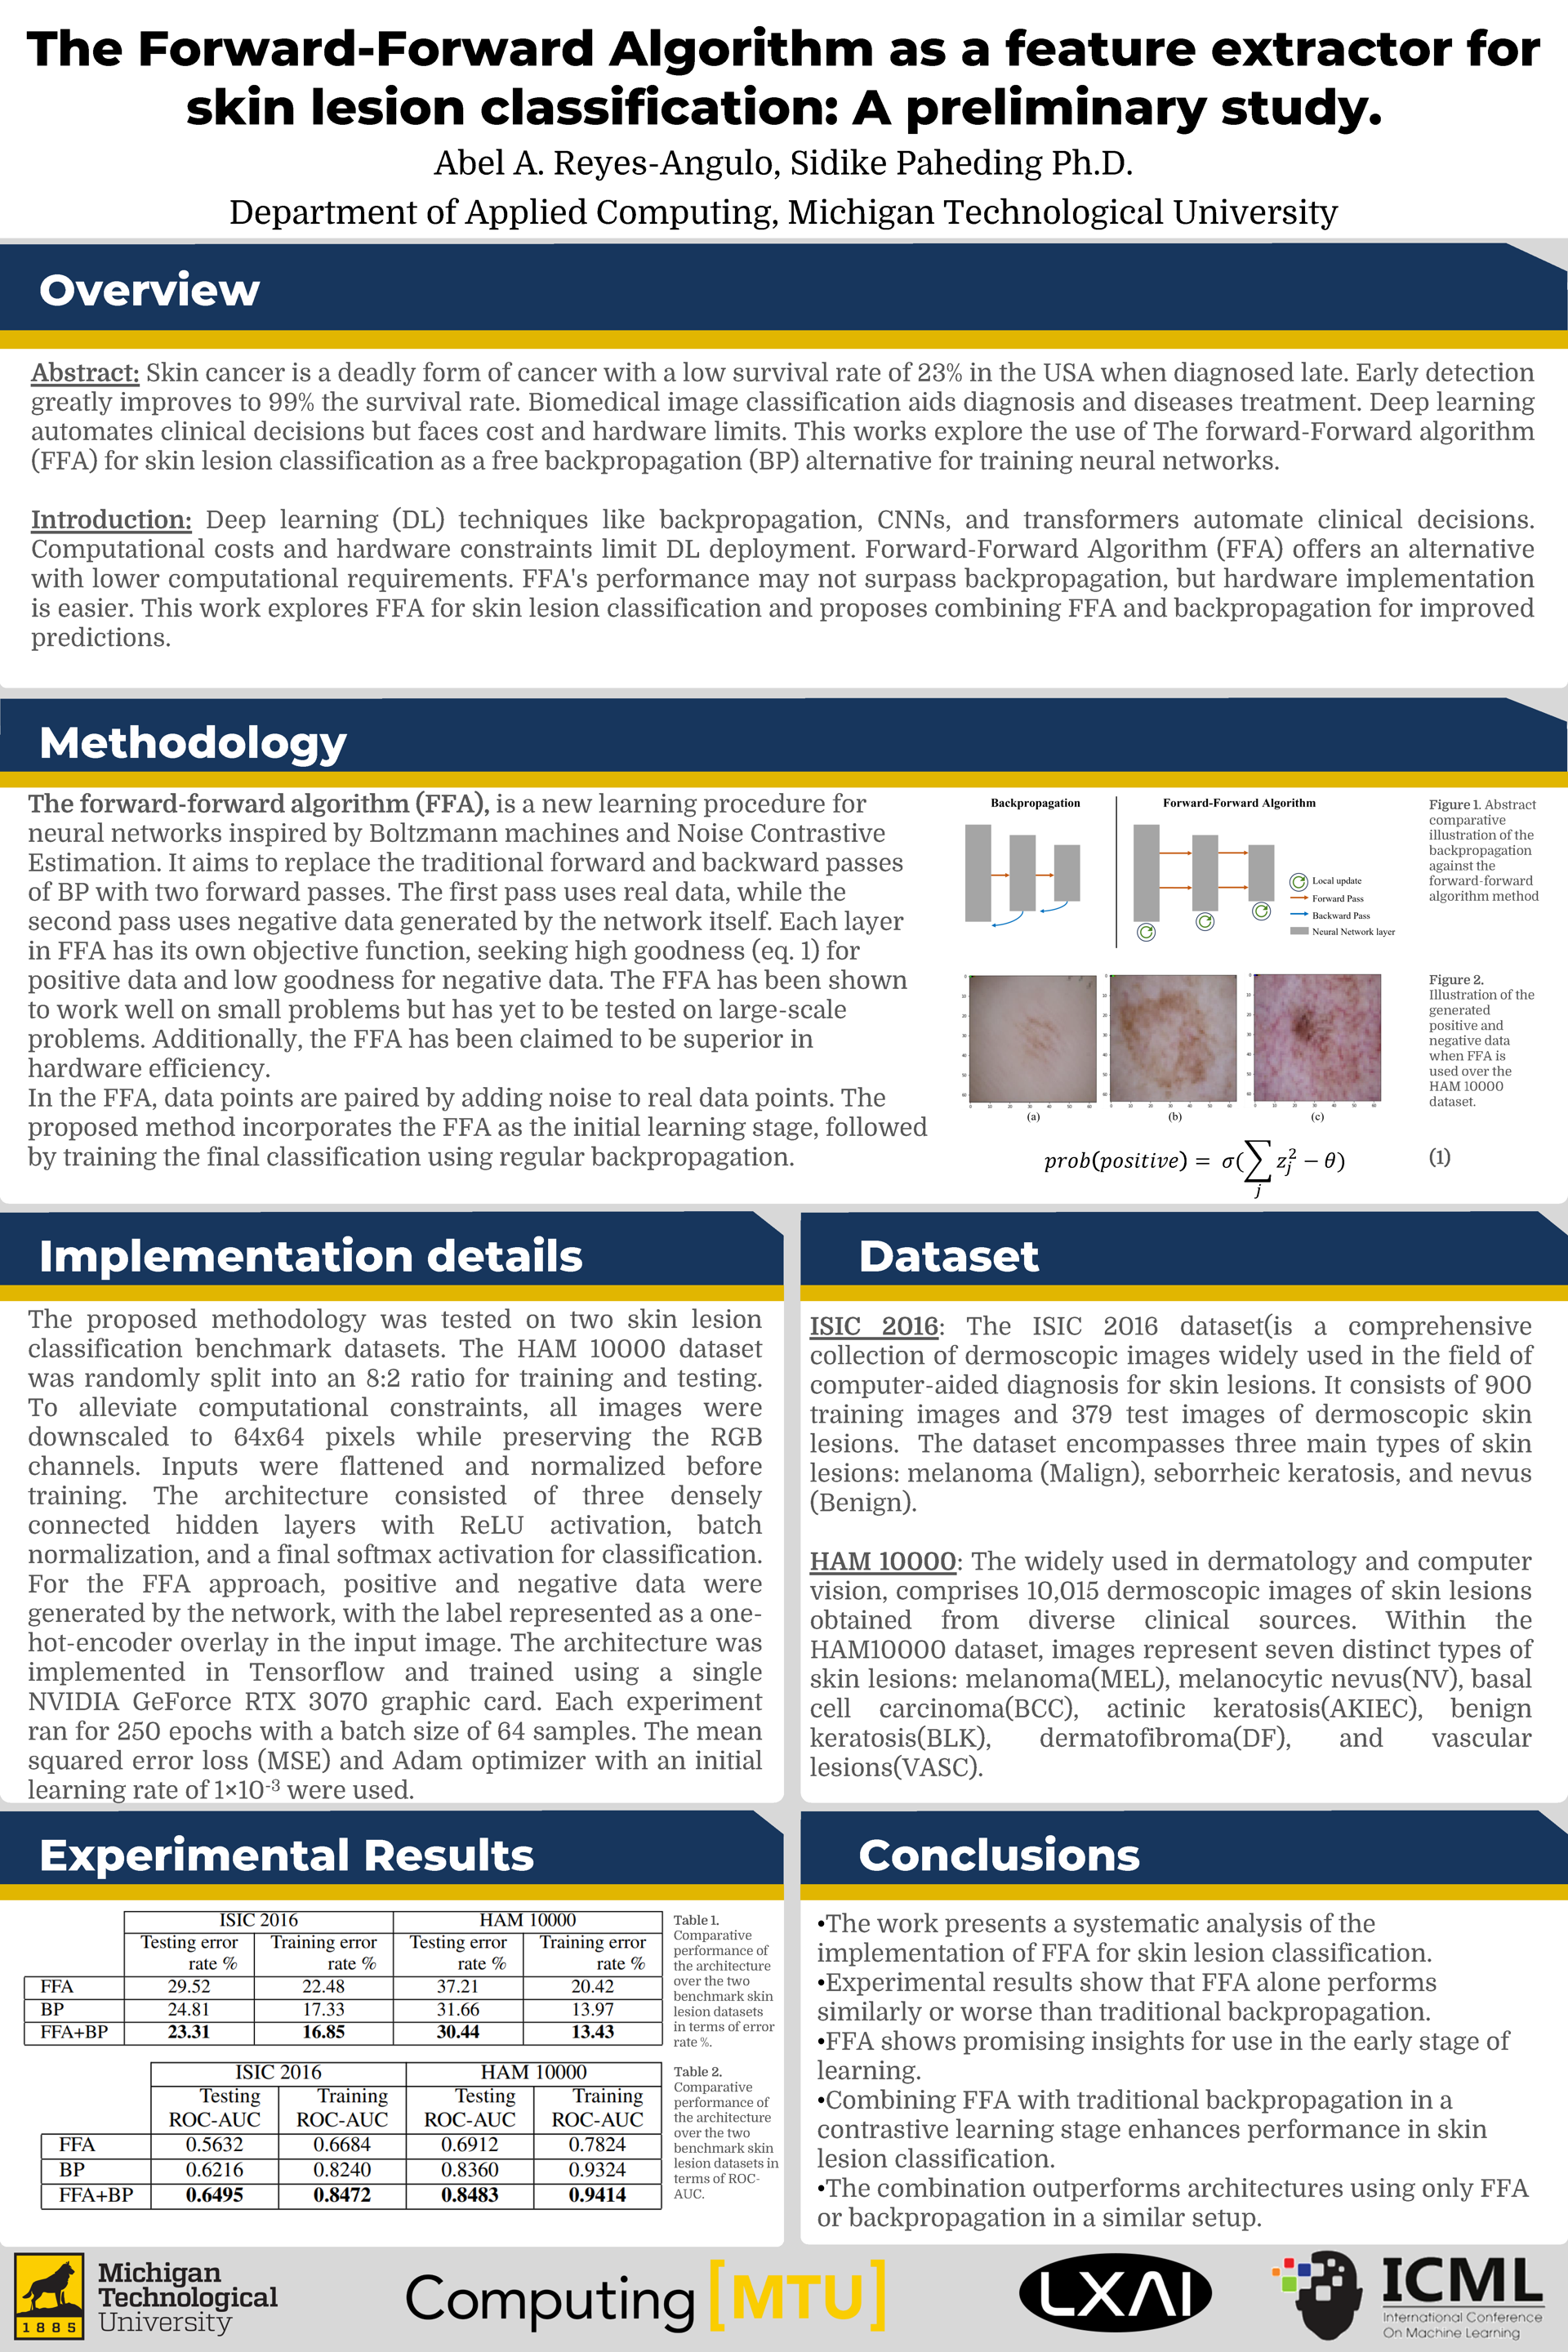 The Forward-Forward Algorithm as a feature extractor for
skin lesion classification: A preliminary study.
Abel A. Reyes-Angulo, Sidike Paheding Ph.D.
Department of Applied Computing, Michigan Technological University
Overview
Abstract: Skin cancer is a deadly form of cancer with a low survival rate of 23% in the USA when diagnosed late. Early detection
greatly improves to 99% the survival rate. Biomedical image classification aids diagnosis and diseases treatment. Deep learning
automates clinical decisions but faces cost and hardware limits. This works explore the use of The forward-Forward algorithm
(FFA) for skin lesion classification as a free backpropagation (BP) alternative for training neural networks.
Introduction: Deep learning (DL) techniques like backpropagation, CNNs, and transformers automate clinical decisions.
Computational costs and hardware constraints limit DL deployment. Forward-Forward Algorithm (FFA) offers an alternative
with lower computational requirements. FFA's performance may not surpass backpropagation, but hardware implementation
is easier. This work explores FFA for skin lesion classification and proposes combining FFA and backpropagation for improved
predictions.
Methodology
The forward-forward algorithm (FFA), is a new learning procedure for
neural networks inspired by Boltzmann machines and Noise Contrastive
Estimation. It aims to replace the traditional forward and backward passes
of BP with two forward passes. The first pass uses real data, while the
second pass uses negative data generated by the network itself. Each layer
in FFA has its own objective function, seeking high goodness (eq. 1) for
positive data and low goodness for negative data. The FFA has been shown
to work well on small problems but has yet to be tested on large-scale
problems. Additionally, the FFA has been claimed to be superior in
hardware efficiency.
In the FFA, data points are paired by adding noise to real data points. The
proposed method incorporates the FFA as the initial learning stage, followed
by training the final classification using regular backpropagation.
Backpropagation
Forward-Forward Algorithm
Local update
Forward Pass
Backward Pass
Neural Network layer
Figure 1. Abstract
comparative
illustration of the
backpropagation
against the
forward-forward
algorithm method
(a) (b) (c)
Figure 2.
Illustration of the
generated
positive and
negative data
when FFA is
used over the
HAM 10000
dataset.
prob(positive) = σ(∑ z_j^2 − θ) (1)
j
Implementation details
The proposed methodology was tested on two skin lesion
classification benchmark datasets. The HAM 10000 dataset
was randomly split into an 8:2 ratio for training and testing.
To alleviate computational constraints, all images were
downscaled to 64x64 pixels while preserving the RGB
channels. Inputs were flattened and normalized before
training. The architecture consisted of three densely
connected hidden layers with ReLU activation, batch
normalization, and a final softmax activation for classification.
For the FFA approach, positive and negative data were
generated by the network, with the label represented as a one-
hot-encoder overlay in the input image. The architecture was
implemented in Tensorflow and trained using a single
NVIDIA GeForce RTX 3070 graphic card. Each experiment
ran for 250 epochs with a batch size of 64 samples. The mean
squared error loss (MSE) and Adam optimizer with an initial
learning rate of 1×10⁻³ were used.
Dataset
ISIC 2016: The ISIC 2016 dataset(is a comprehensive
collection of dermoscopic images widely used in the field of
computer-aided diagnosis for skin lesions. It consists of 900
training images and 379 test images of dermoscopic skin
lesions. The dataset encompasses three main types of skin
lesions: melanoma (Malign), seborrheic keratosis, and nevus
(Benign).
HAM 10000: The widely used in dermatology and computer
vision, comprises 10,015 dermoscopic images of skin lesions
obtained from diverse clinical sources. Within the
HAM10000 dataset, images represent seven distinct types of
skin lesions: melanoma(MEL), melanocytic nevus(NV), basal
cell carcinoma(BCC), actinic keratosis(AKIEC), benign
keratosis(BLK), dermatofibroma(DF), and vascular
lesions(VASC).
Experimental Results
ISIC 2016 HAM 10000
Testing error Training error Testing error Training error
rate % rate % rate % rate %
FFA 29.52 22.48 37.21 20.42
BP 24.81 17.33 31.66 13.97
FFA+BP 23.31 16.85 30.44 13.43
Table 1.
Comparative
performance of
the architecture
over the two
benchmark skin
lesion datasets
in terms of error
rate %.
ISIC 2016 HAM 10000
Testing Training Testing Training
ROC-AUC ROC-AUC ROC-AUC ROC-AUC
FFA 0.5632 0.6684 0.6912 0.7824
BP 0.6216 0.8240 0.8360 0.9324
FFA+BP 0.6495 0.8472 0.8483 0.9414
Table 2.
Comparative
performance of
the architecture
over the two
benchmark skin
lesion datasets in
terms of ROC-
AUC.
Conclusions
•The work presents a systematic analysis of the
implementation of FFA for skin lesion classification.
•Experimental results show that FFA alone performs
similarly or worse than traditional backpropagation.
•FFA shows promising insights for use in the early stage of
learning.
•Combining FFA with traditional backpropagation in a
contrastive learning stage enhances performance in skin
lesion classification.
•The combination outperforms architectures using only FFA
or backpropagation in a similar setup.
1885
Michigan
Technological
University
Computing [MTU]
LXAI
ICML
International Conference
On Machine Learning